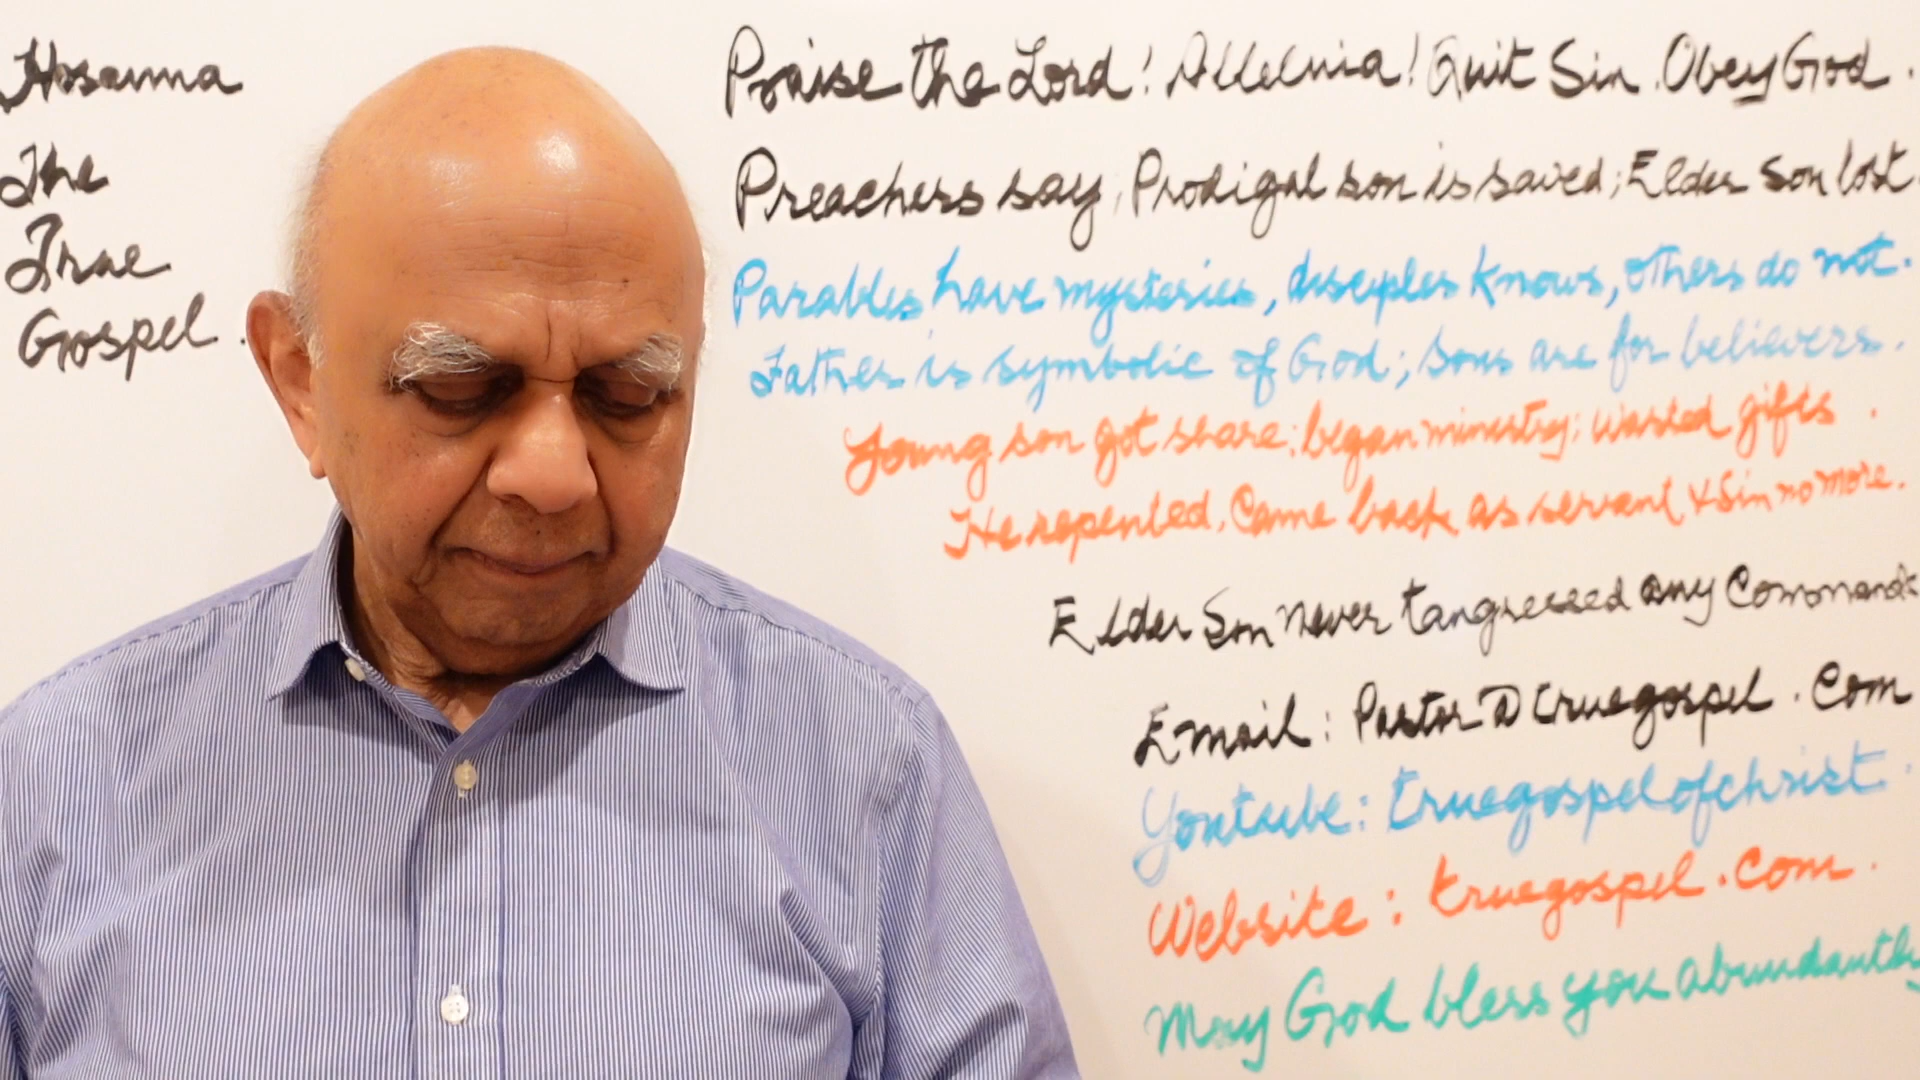 Hosanna
The
True
Gospel.
Praise the Lord! Alleluia! Quit Sin. Obey God.
Preachers say, Prodigal son is saved; Elder Son lost.
Parables have mysteries, disciples knows, others do not.
Father is symbolic of God; Sons are for believers.
Young son got share; began ministry; wasted gifts.
He repented, Came back as servant & Sin no more.
Elder Son Never tangressed any Commands
Email: Pastor@truegospel.com
Youtube: truegospelofchrist.
Website: truegospel.com.
May God bless you abundantly